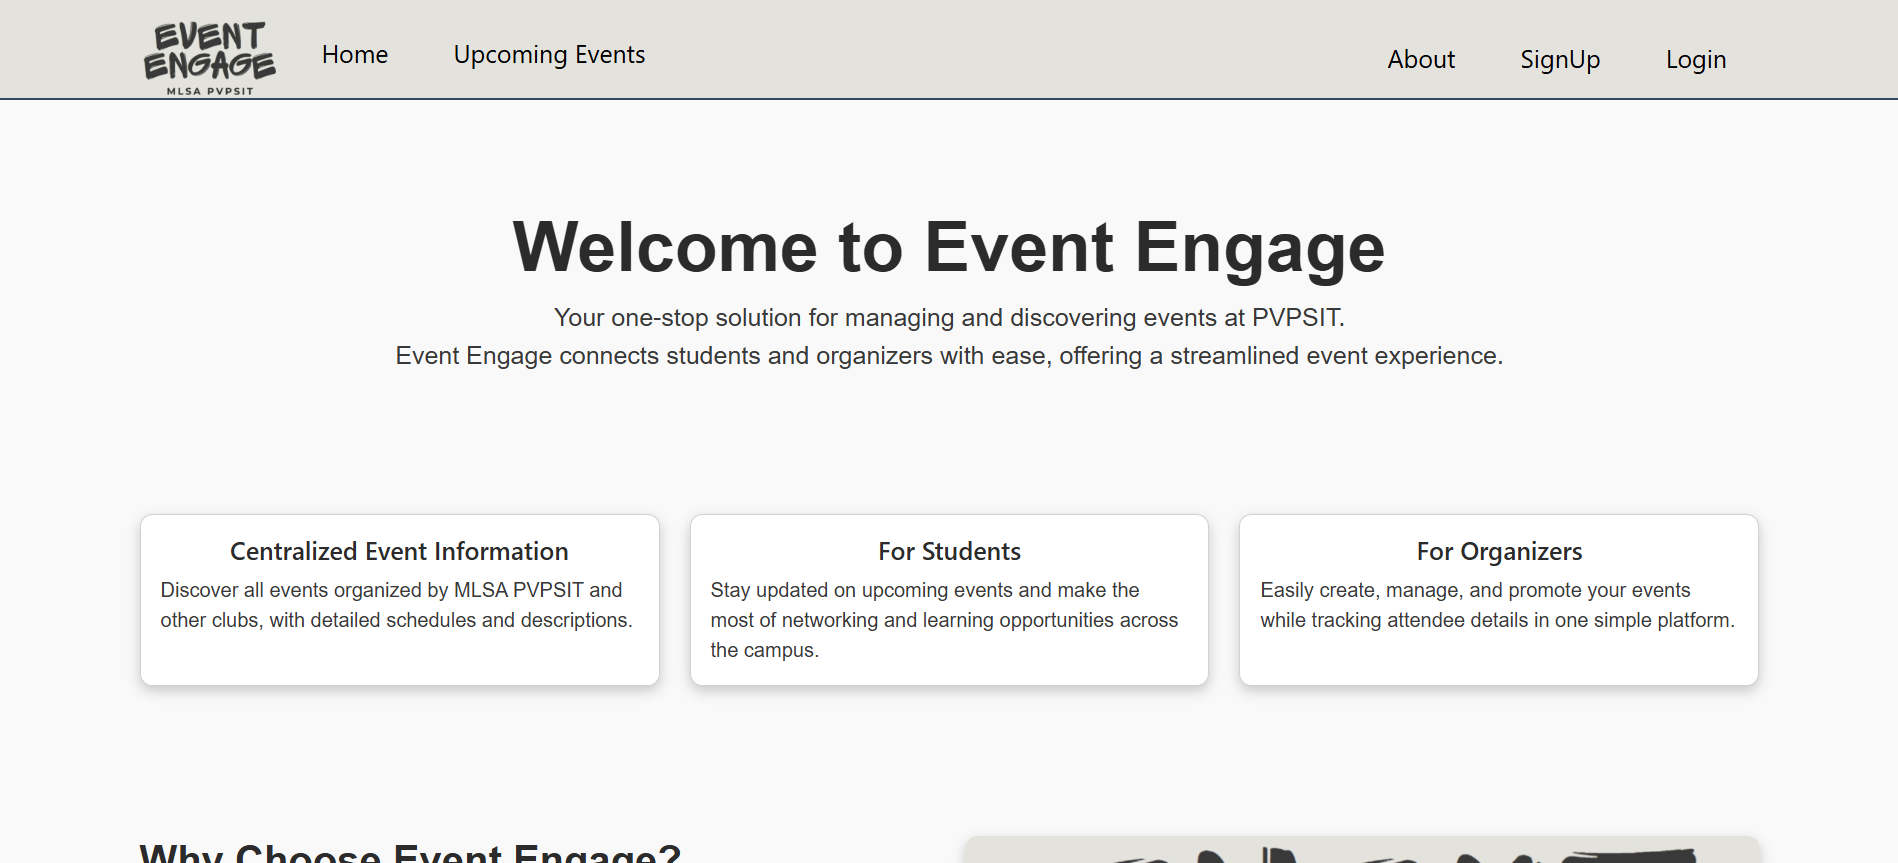 EVENT
ENGAGE
MLSA PVPSIT
Home
Upcoming Events
About
SignUp
Login
Welcome to Event Engage
Your one-stop solution for managing and discovering events at PVPSIT.
Event Engage connects students and organizers with ease, offering a streamlined event experience.
Centralized Event Information
Discover all events organized by MLSA PVPSIT and
other clubs, with detailed schedules and descriptions.
For Students
Stay updated on upcoming events and make the
most of networking and learning opportunities across
the campus.
For Organizers
Easily create, manage, and promote your events
while tracking attendee details in one simple platform.
Why Choose Event Engage?